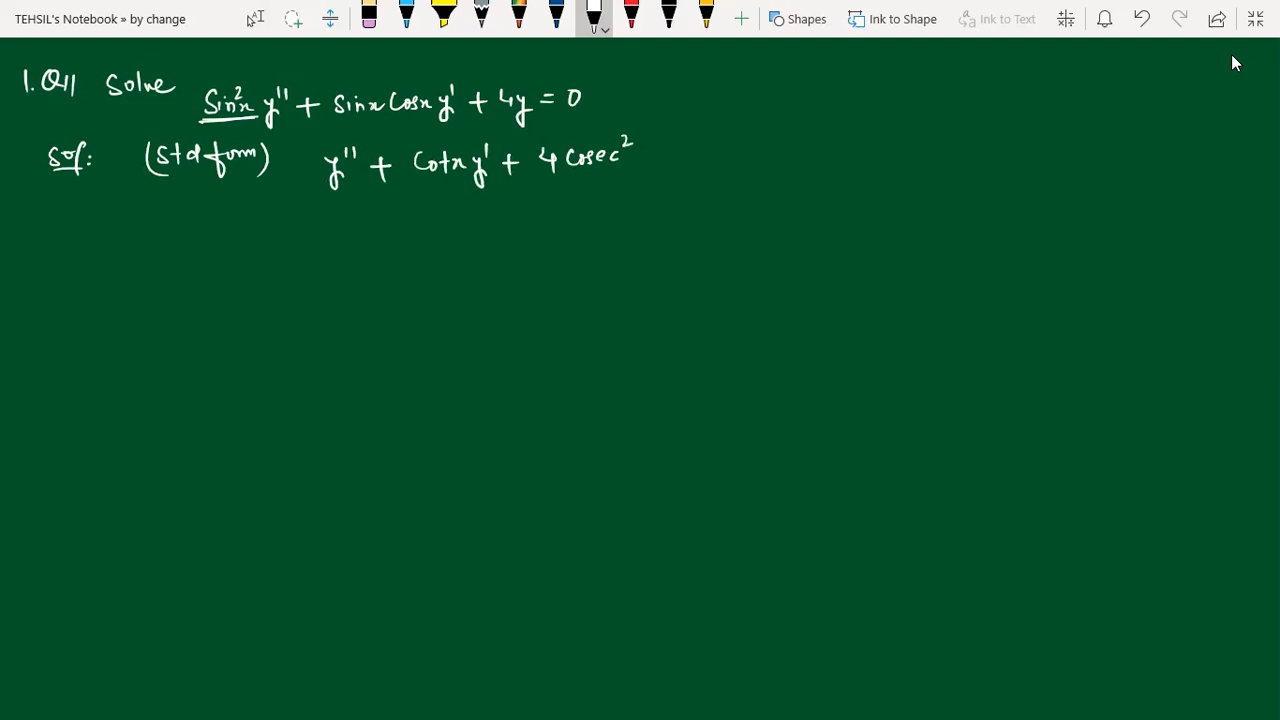 TEHSIL's Notebook » by change
Shapes
Ink to Shape
Ink to Text
1. Q11 Solve Sin²x y'' + sinx Cosx y' + 4y = 0
Sol: (Std form) y'' + Cotx y' + 4 Cosec²